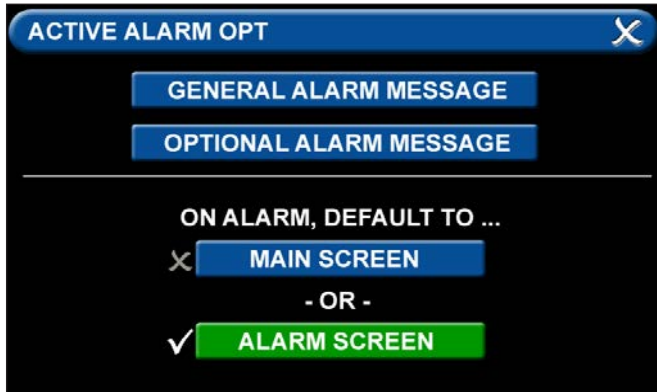 ACTIVE ALARM OPT
GENERAL ALARM MESSAGE
OPTIONAL ALARM MESSAGE
ON ALARM, DEFAULT TO ...
MAIN SCREEN
- OR -
ALARM SCREEN